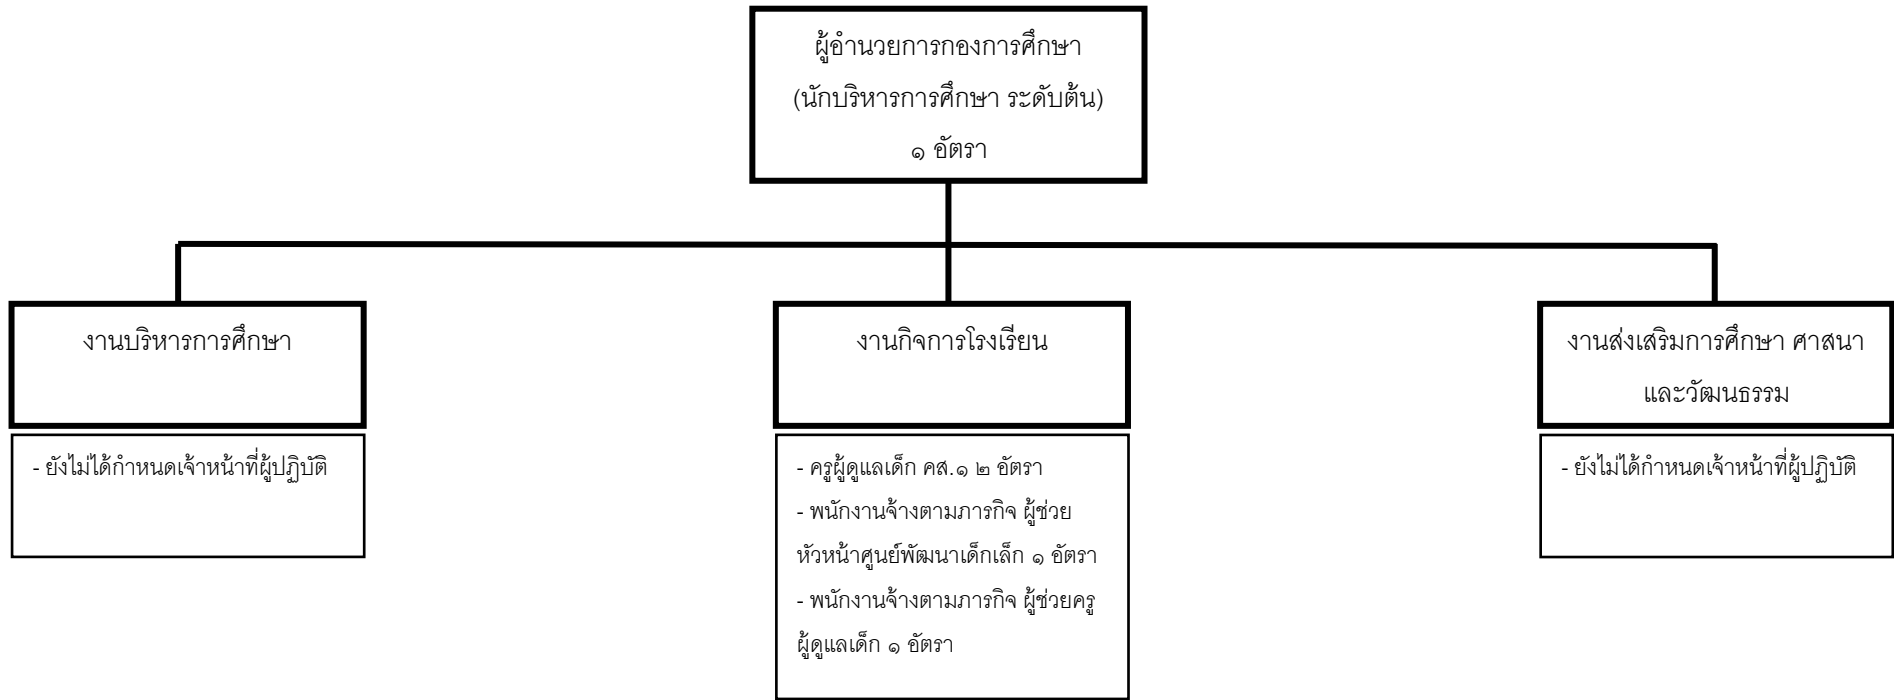 ผู้อำนวยการกองการศึกษา
(นักบริหารการศึกษา ระดับต้น)
๑ อัตรา
งานบริหารการศึกษา
- ยังไม่ได้กำหนดเจ้าหน้าที่ผู้ปฏิบัติ
งานกิจการโรงเรียน
- ครูผู้ดูแลเด็ก คศ.๑ ๒ อัตรา
- พนักงานจ้างตามภารกิจ ผู้ช่วย
หัวหน้าศูนย์พัฒนาเด็กเล็ก ๑ อัตรา
- พนักงานจ้างตามภารกิจ ผู้ช่วยครู
ผู้ดูแลเด็ก ๑ อัตรา
งานส่งเสริมการศึกษา ศาสนา
และวัฒนธรรม
- ยังไม่ได้กำหนดเจ้าหน้าที่ผู้ปฏิบัติ